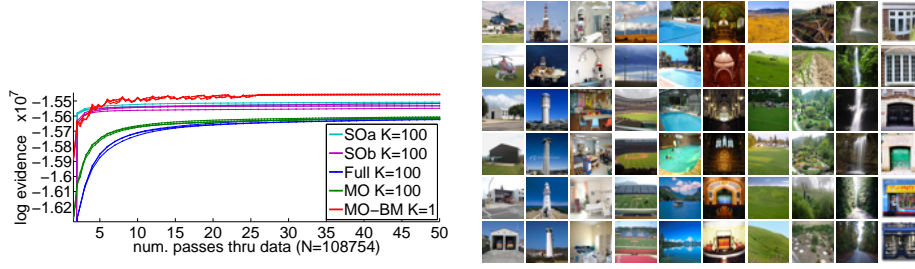 x10⁷
log evidence
−1.55
−1.56
−1.57
−1.58
−1.59
−1.6
−1.61
−1.62
SOa K=100
SOb K=100
Full K=100
MO K=100
MO−BM K=1
5 10 15 20 25 30 35 40 45 50
num. passes thru data (N=108754)